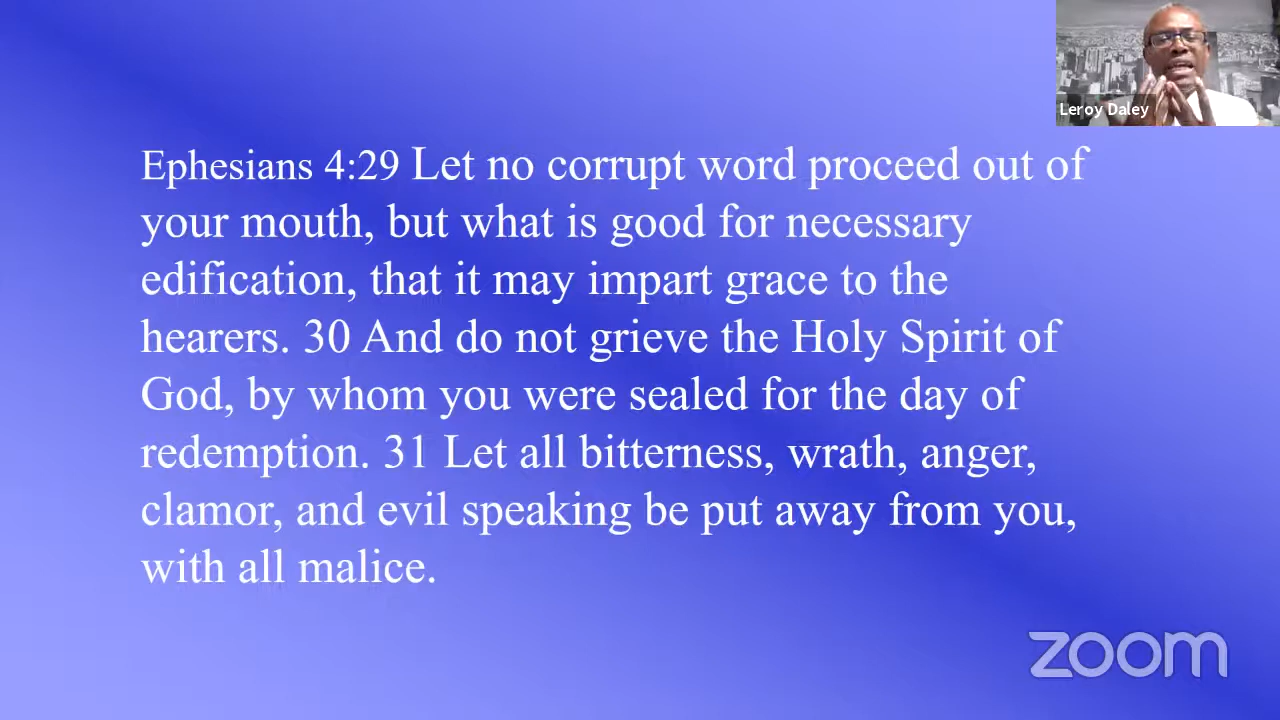 Leroy Daley
Ephesians 4:29 Let no corrupt word proceed out of
your mouth, but what is good for necessary
edification, that it may impart grace to the
hearers. 30 And do not grieve the Holy Spirit of
God, by whom you were sealed for the day of
redemption. 31 Let all bitterness, wrath, anger,
clamor, and evil speaking be put away from you,
with all malice.
zoom